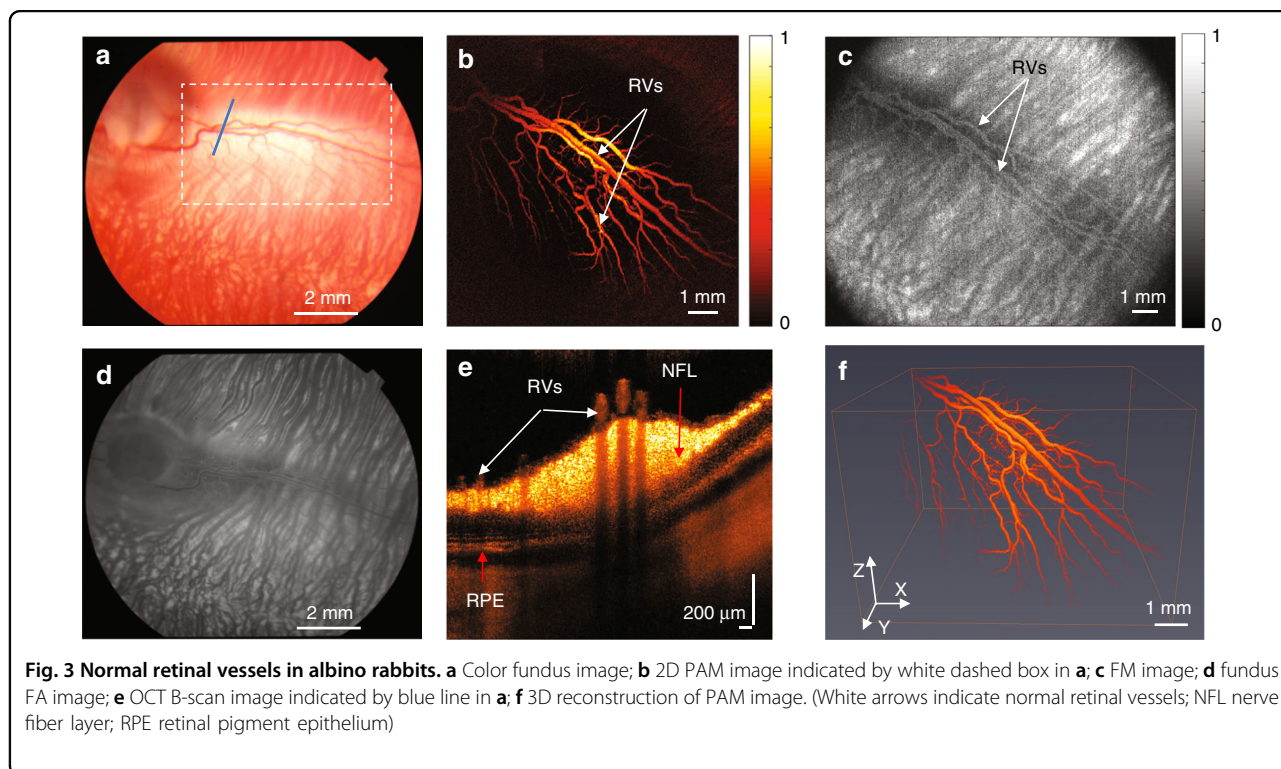 a
2 mm
b
RVs
1 mm
1
0
c
RVs
1 mm
1
0
d
2 mm
e
RVs
NFL
RPE
200 µm
f
Z
X
Y
1 mm
Fig. 3 Normal retinal vessels in albino rabbits. a Color fundus image; b 2D PAM image indicated by white dashed box in a; c FM image; d fundus
FA image; e OCT B-scan image indicated by blue line in a; f 3D reconstruction of PAM image. (White arrows indicate normal retinal vessels; NFL nerve
fiber layer; RPE retinal pigment epithelium)